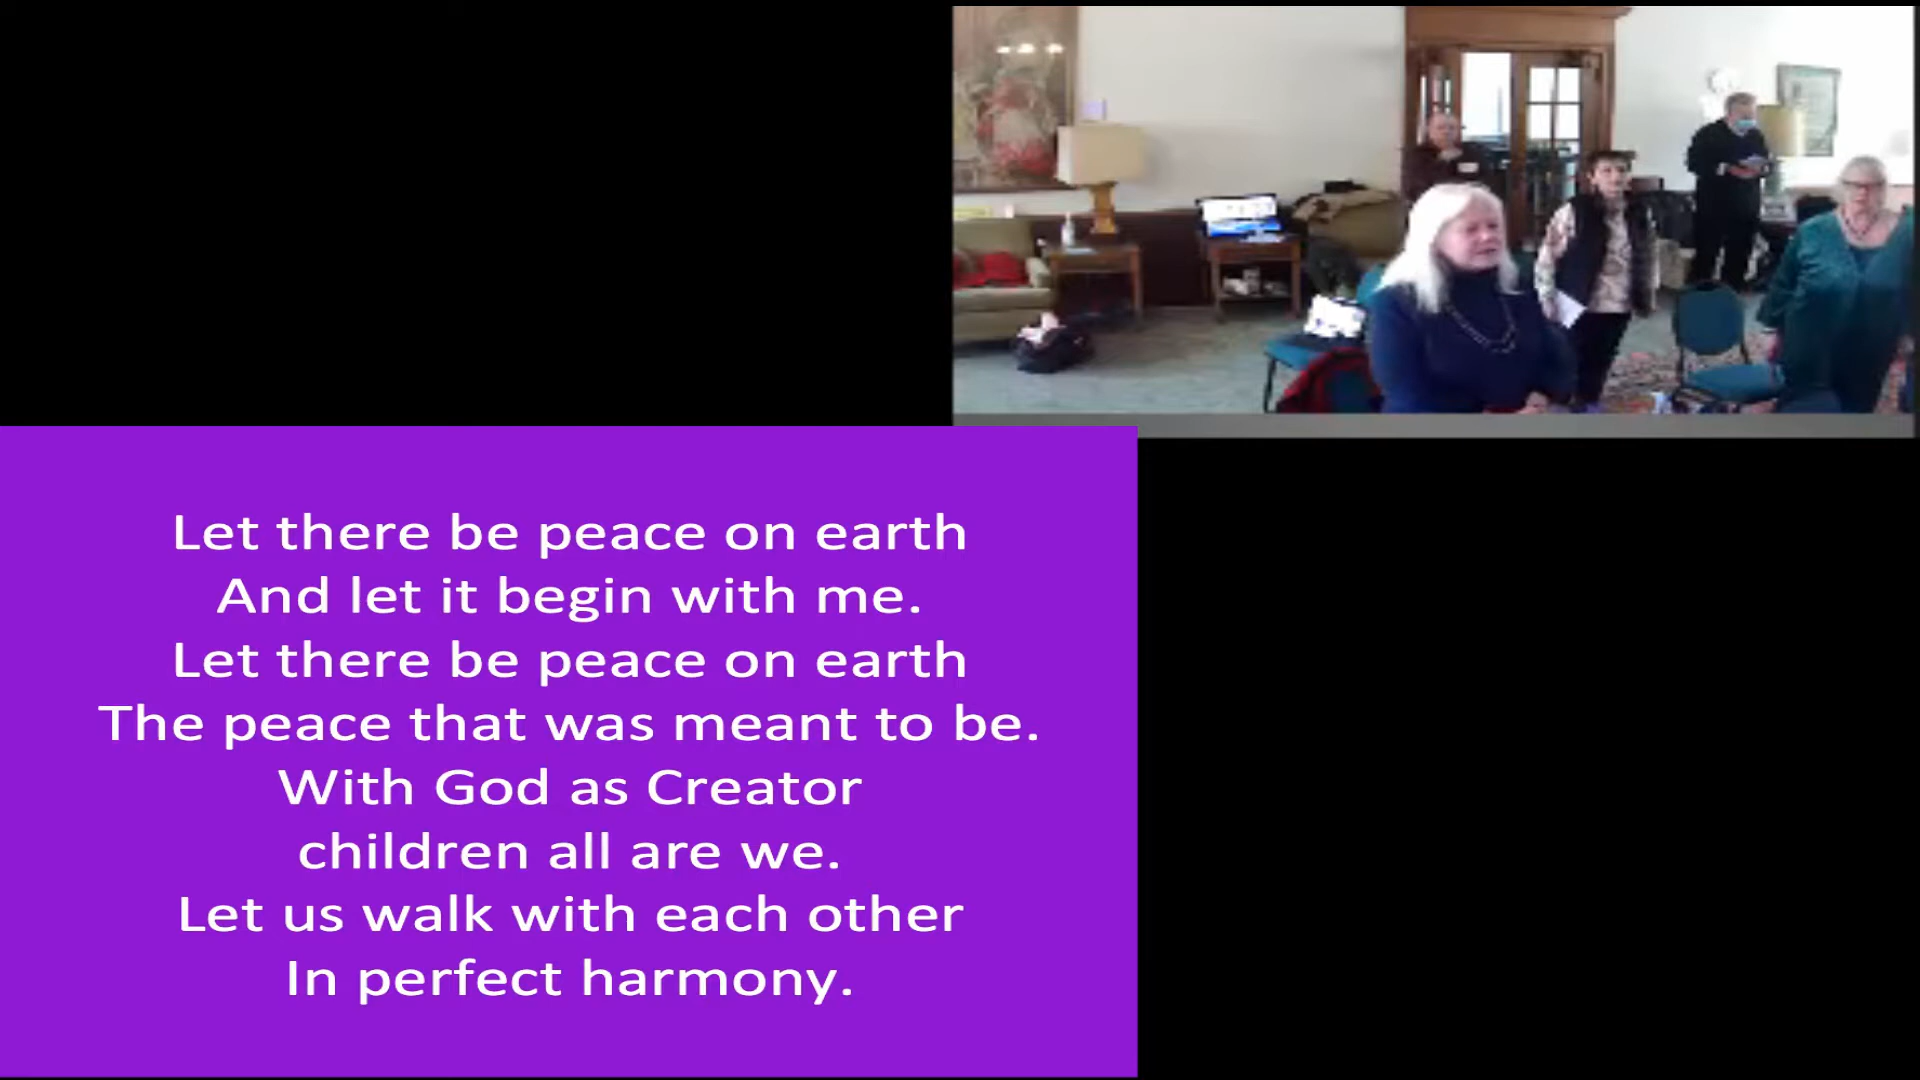 Let there be peace on earth
And let it begin with me.
Let there be peace on earth
The peace that was meant to be.
With God as Creator
children all are we.
Let us walk with each other
In perfect harmony.